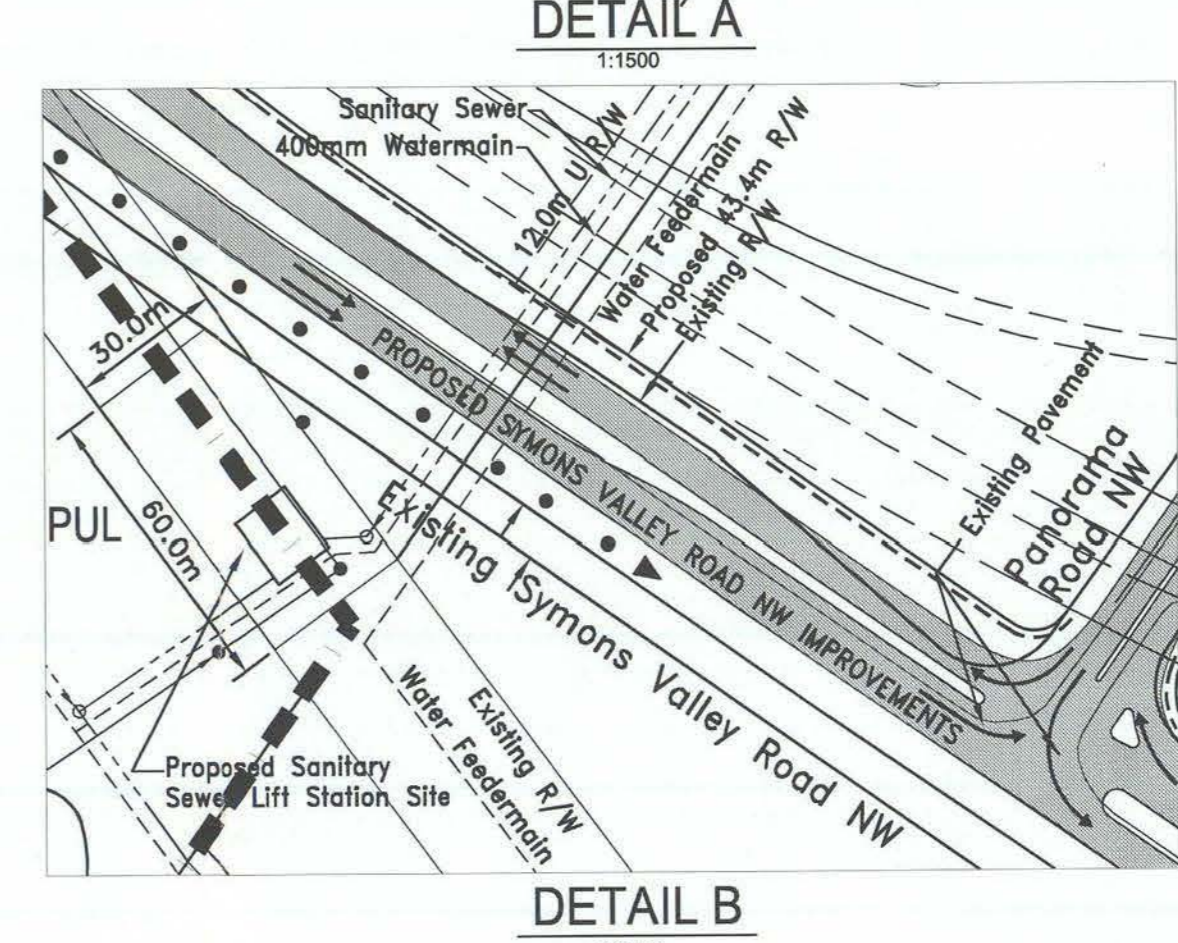 DETAIL A
1:1500
Sanitary Sewer
400mm Watermain
12.0m U R/W
Water Feedermain
Proposed 43.4m R/W
Existing R/W
30.0m
PROPOSED SYMONS VALLEY ROAD NW IMPROVEMENTS
Existing Pavement
Panorama
Road NW
PUL
60.0m
Existing Symons Valley Road NW
Existing R/W
Water Feedermain
Proposed Sanitary
Sewer Lift Station Site
DETAIL B